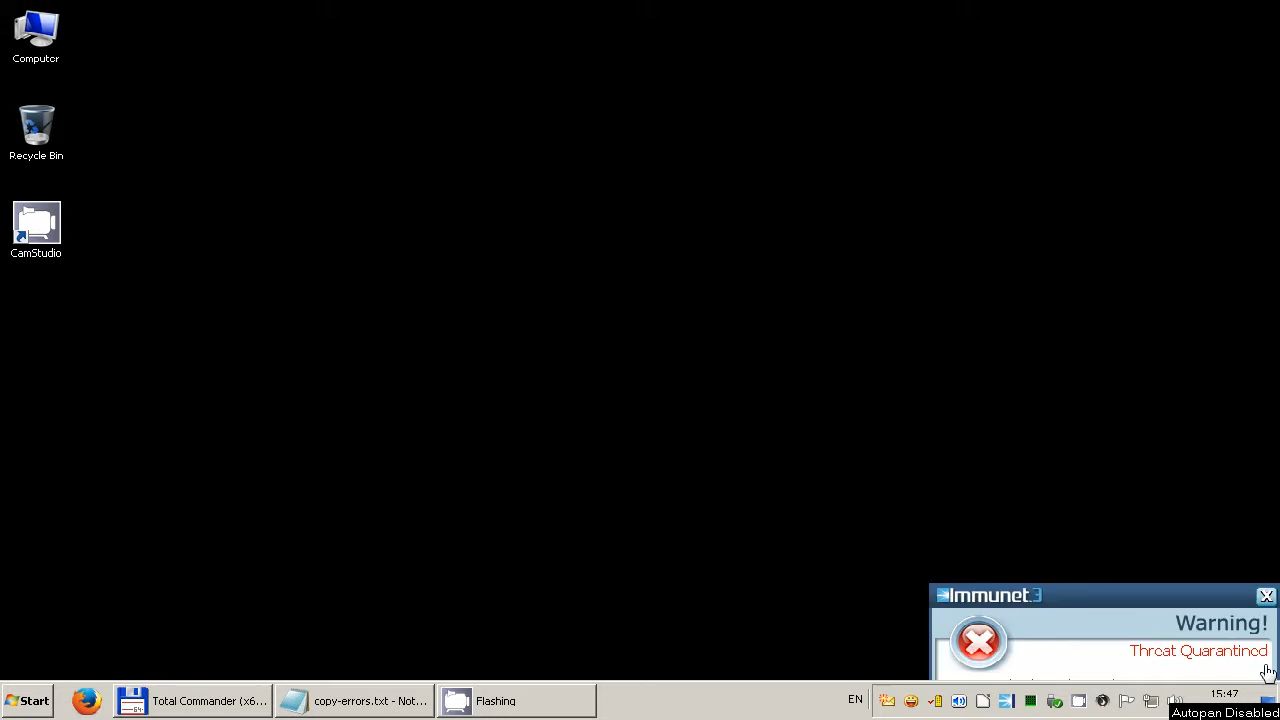 Computer
Recycle Bin
CamStudio
Immunet 3
Warning!
Threat Quarantined
Start
64
Total Commander (x6...
copy-errors.txt - Not...
Flashing
EN
15:47
Autopan Disabled